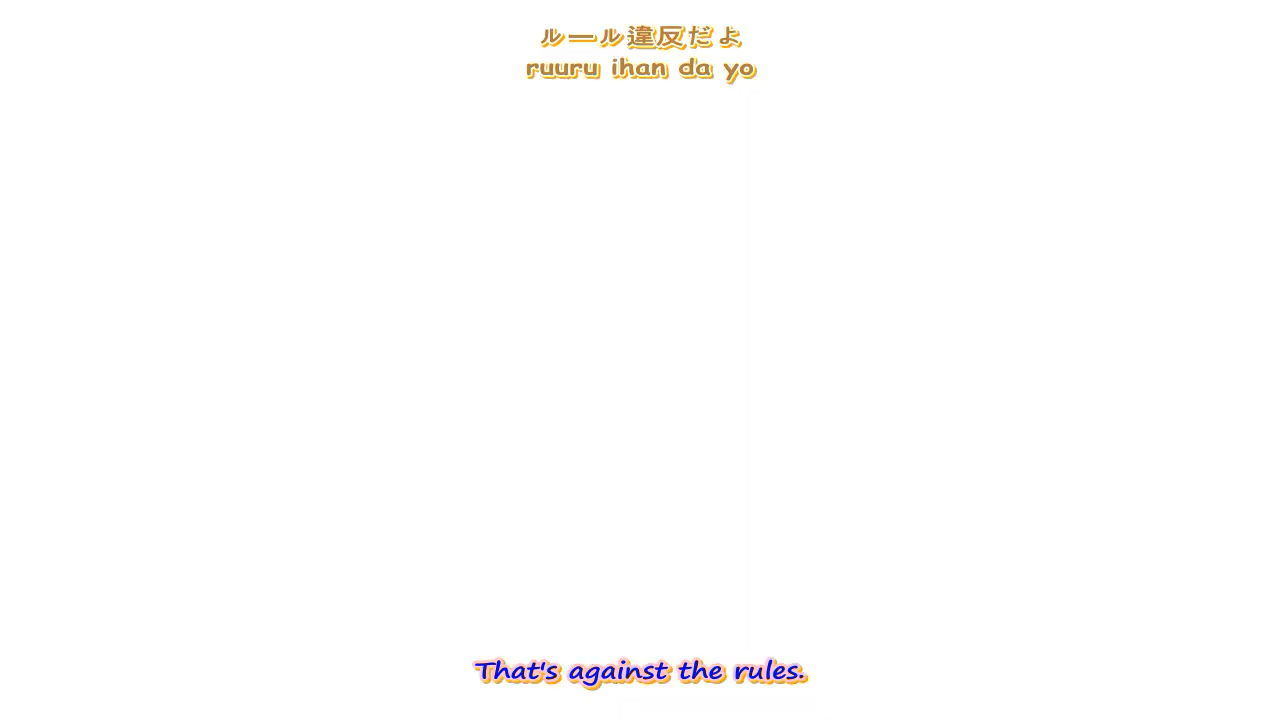 ルール違反だよ
ruuru ihan da yo
That's against the rules.